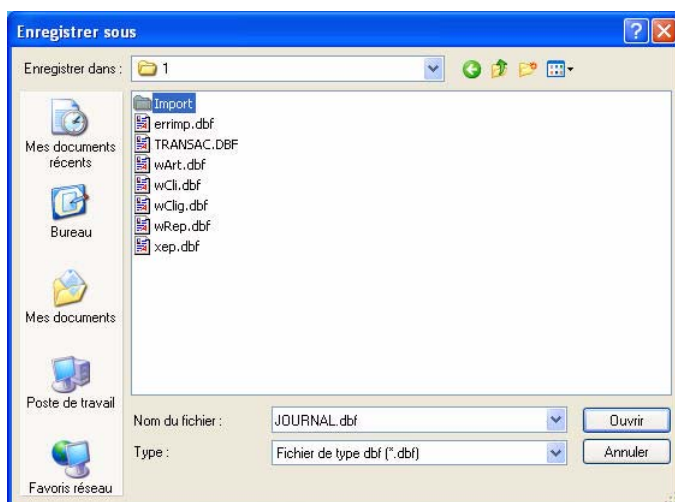 Enregistrer sous
Enregistrer dans :
1
Import
errimp.dbf
TRANSAC.DBF
wArt.dbf
wCli.dbf
wClig.dbf
wRep.dbf
xep.dbf
Mes documents
récents
Bureau
Mes documents
Poste de travail
Favoris réseau
Nom du fichier :
JOURNAL.dbf
Ouvrir
Type :
Fichier de type dbf (*.dbf)
Annuler